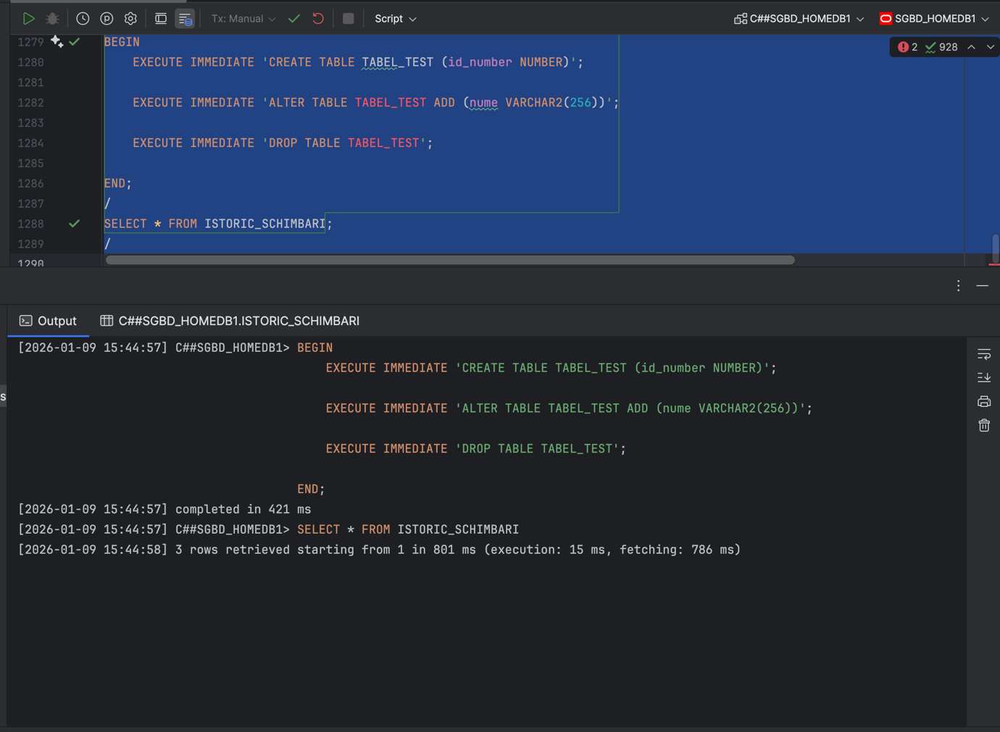 Tx: Manual Script C##SGBD_HOMEDB1 SGBD_HOMEDB1
1279 BEGIN 2 928
1280 EXECUTE IMMEDIATE 'CREATE TABLE TABEL_TEST (id_number NUMBER)';
1281
1282 EXECUTE IMMEDIATE 'ALTER TABLE TABEL_TEST ADD (nume VARCHAR2(256))';
1283
1284 EXECUTE IMMEDIATE 'DROP TABLE TABEL_TEST';
1285
1286 END;
1287 /
1288 SELECT * FROM ISTORIC_SCHIMBARI;
1289 /
1290
Output C##SGBD_HOMEDB1.ISTORIC_SCHIMBARI
[2026-01-09 15:44:57] C##SGBD_HOMEDB1> BEGIN
EXECUTE IMMEDIATE 'CREATE TABLE TABEL_TEST (id_number NUMBER)';
EXECUTE IMMEDIATE 'ALTER TABLE TABEL_TEST ADD (nume VARCHAR2(256))';
s
EXECUTE IMMEDIATE 'DROP TABLE TABEL_TEST';
END;
[2026-01-09 15:44:57] completed in 421 ms
[2026-01-09 15:44:57] C##SGBD_HOMEDB1> SELECT * FROM ISTORIC_SCHIMBARI
[2026-01-09 15:44:58] 3 rows retrieved starting from 1 in 801 ms (execution: 15 ms, fetching: 786 ms)